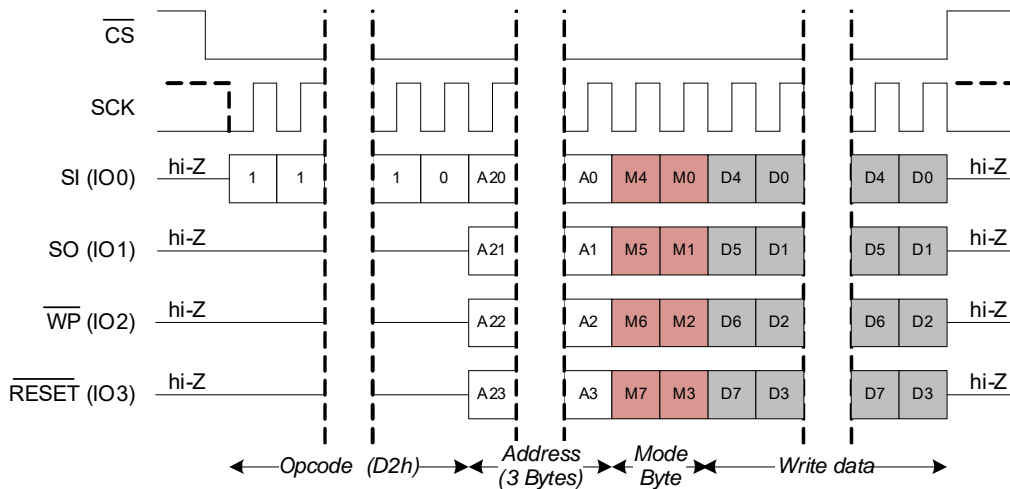 CS
SCK
SI (IO0) hi-Z 1 1 1 0 A20 A0 M4 M0 D4 D0 D4 D0 hi-Z
SO (IO1) hi-Z A21 A1 M5 M1 D5 D1 D5 D1 hi-Z
WP (IO2) hi-Z A22 A2 M6 M2 D6 D2 D6 D2 hi-Z
RESET (IO3) hi-Z A23 A3 M7 M3 D7 D3 D7 D3 hi-Z
Opcode (D2h) Address Mode Write data
(3 Bytes) Byte